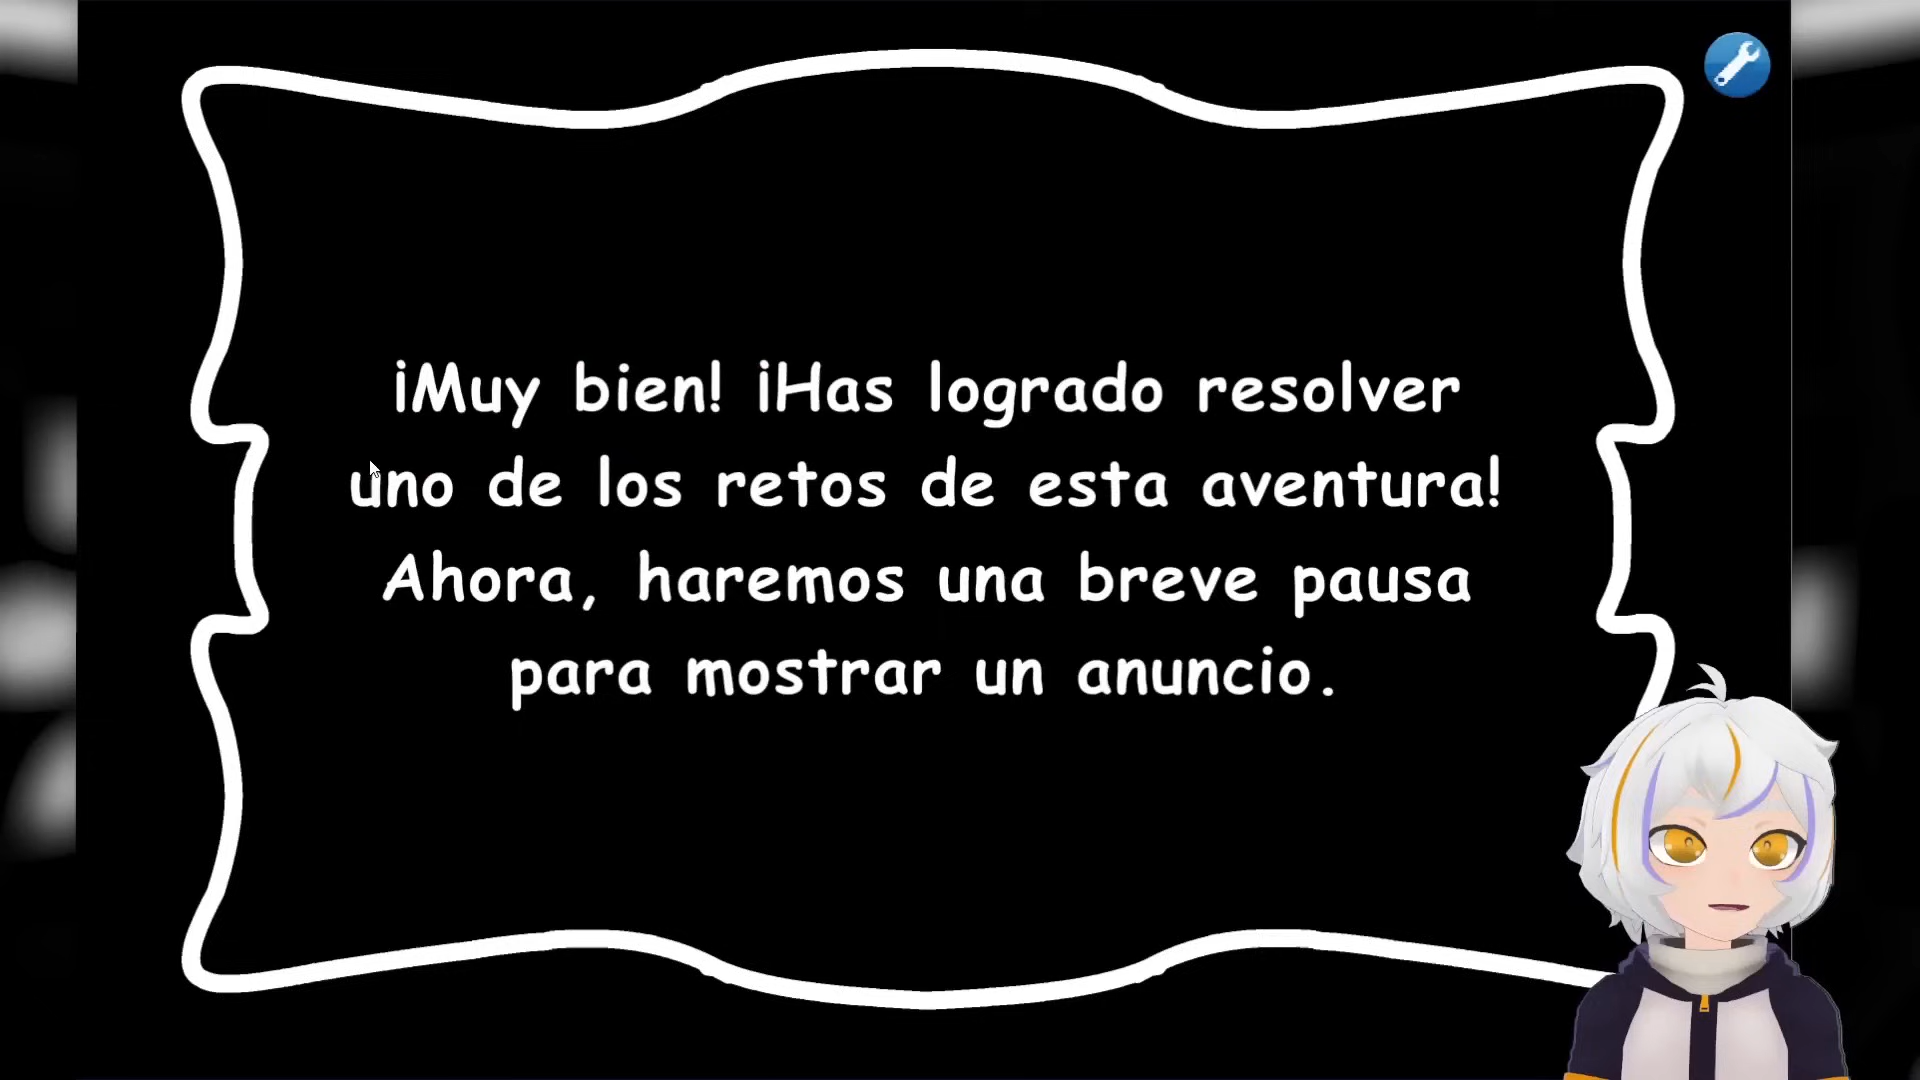 ¡Muy bien! ¡Has logrado resolver
uno de los retos de esta aventura!
Ahora, haremos una breve pausa
para mostrar un anuncio.